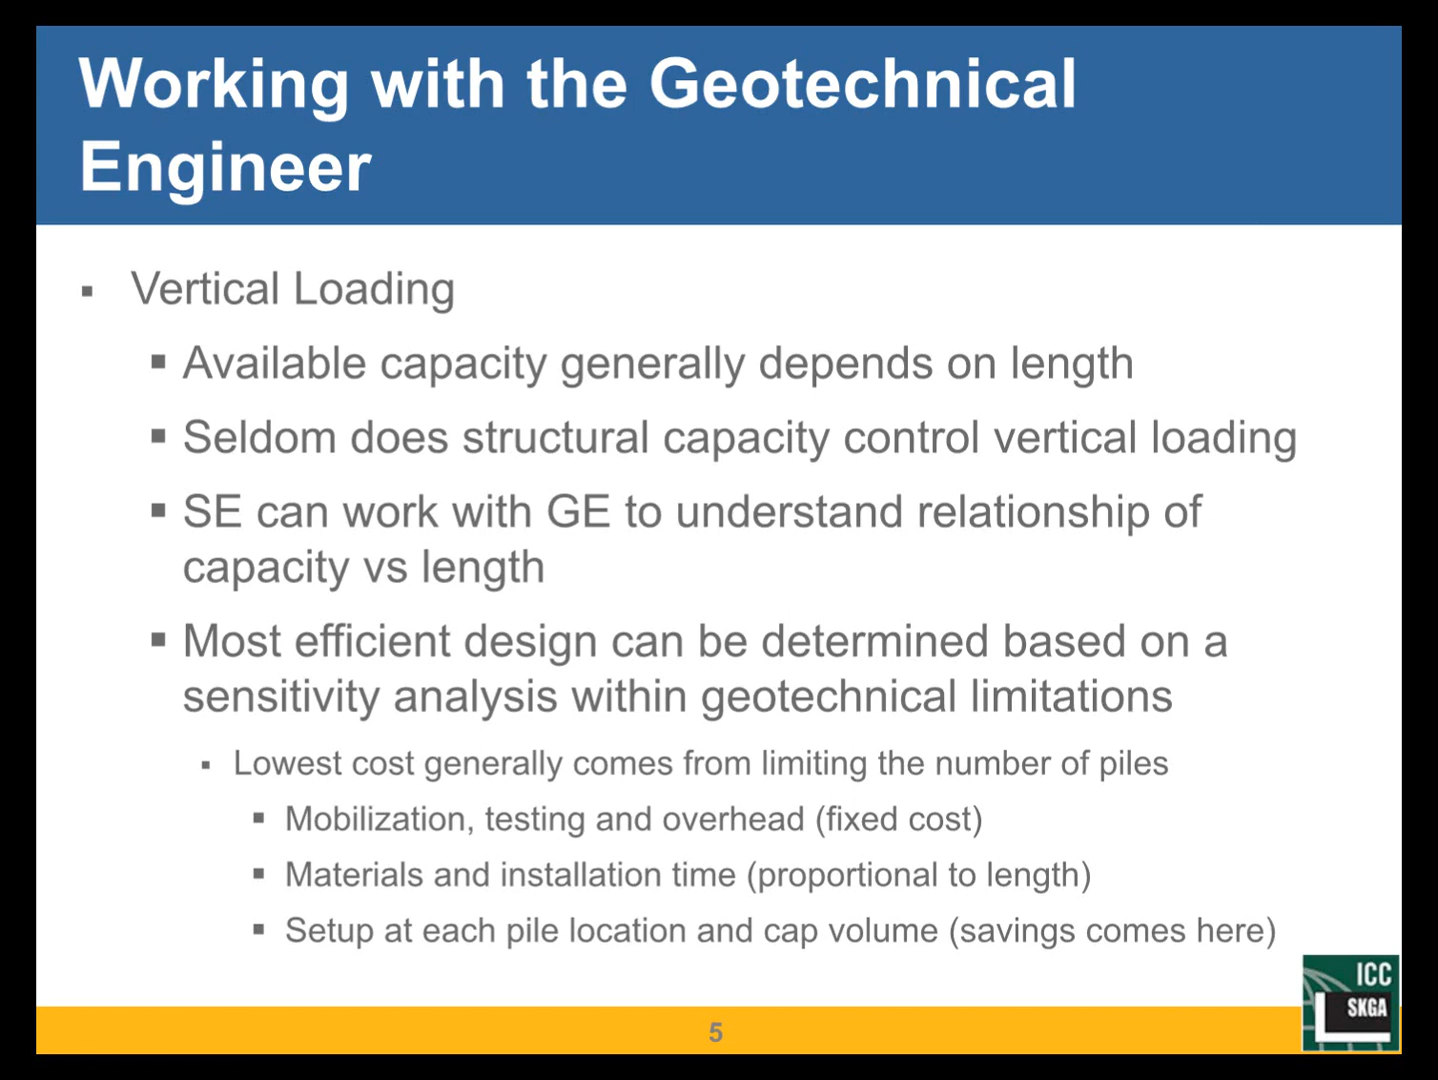 Working with the Geotechnical
Engineer
▪ Vertical Loading
▪ Available capacity generally depends on length
▪ Seldom does structural capacity control vertical loading
▪ SE can work with GE to understand relationship of
capacity vs length
▪ Most efficient design can be determined based on a
sensitivity analysis within geotechnical limitations
▪ Lowest cost generally comes from limiting the number of piles
▪ Mobilization, testing and overhead (fixed cost)
▪ Materials and installation time (proportional to length)
▪ Setup at each pile location and cap volume (savings comes here)
ICC
SKGA
5